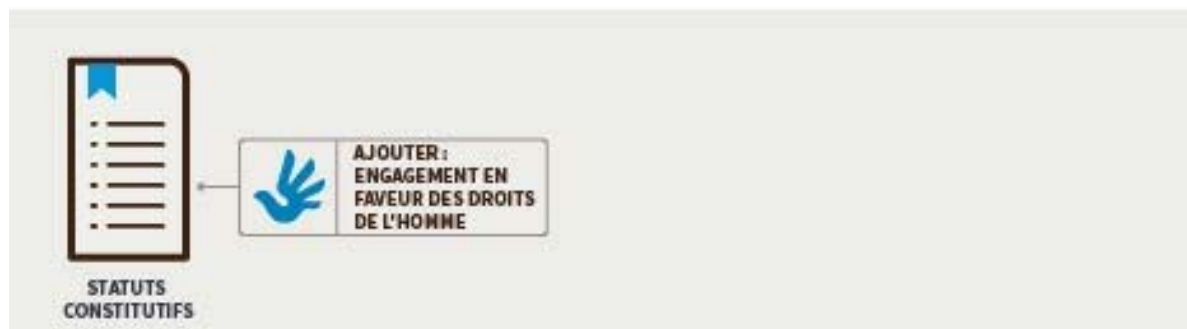 AJOUTER :
ENGAGEMENT EN
FAVEUR DES DROITS
DE L'HOMME
STATUTS
CONSTITUTIFS